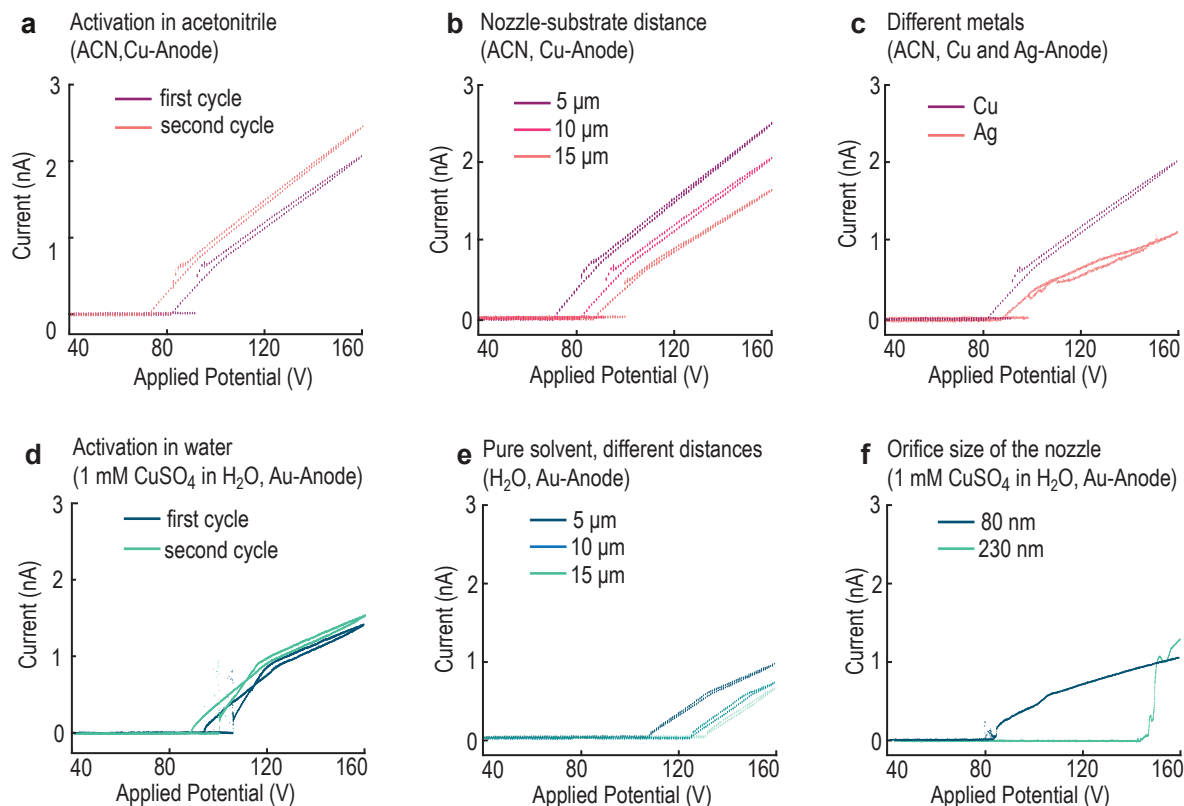 a Activation in acetonitrile
(ACN,Cu-Anode)
3
2
1
0
Current (nA)
first cycle
second cycle
40 80 120 160
Applied Potential (V)
b Nozzle-substrate distance
(ACN, Cu-Anode)
3
2
1
0
Current (nA)
5 µm
10 µm
15 µm
40 80 120 160
Applied Potential (V)
c Different metals
(ACN, Cu and Ag-Anode)
3
2
1
0
Current (nA)
Cu
Ag
40 80 120 160
Applied Potential (V)
d Activation in water
(1 mM CuSO₄ in H₂O, Au-Anode)
3
2
1
0
Current (nA)
first cycle
second cycle
40 80 120 160
Applied Potential (V)
e Pure solvent, different distances
(H₂O, Au-Anode)
3
2
1
0
Current (nA)
5 µm
10 µm
15 µm
40 80 120 160
Applied Potential (V)
f Orifice size of the nozzle
(1 mM CuSO₄ in H₂O, Au-Anode)
3
2
1
0
Current (nA)
80 nm
230 nm
40 80 120 160
Applied Potential (V)